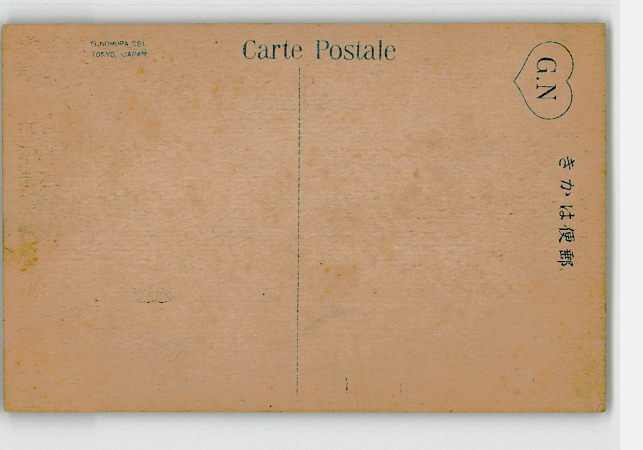 G.NOMURA SEI.
TOKYO, JAPAN.
Carte Postale
G.N
きかは便郵